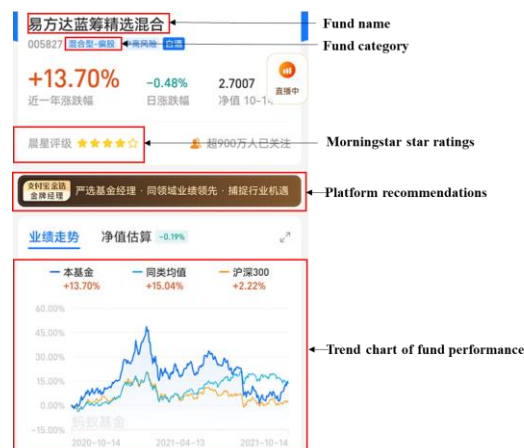 易方达蓝筹精选混合
Fund name
005827 混合型-偏股 中高风险 白酒
Fund category
+13.70% -0.48% 2.7007
直播中
近一年涨跌幅 日涨跌幅 净值 10-14
晨星评级 ★★★★☆ 超900万人已关注
Morningstar star ratings
支付宝金选
金牌经理 严选基金经理 · 同领域业绩领先 · 捕捉行业机遇
Platform recommendations
业绩走势 净值估算 -0.19%
本基金 同类均值 沪深300
+13.70% +15.04% +2.22%
60.00%
45.00%
30.00%
Trend chart of fund performance
15.00%
0.00%
蚂蚁基金
-15.00%
2020-10-14 2021-04-13 2021-10-14